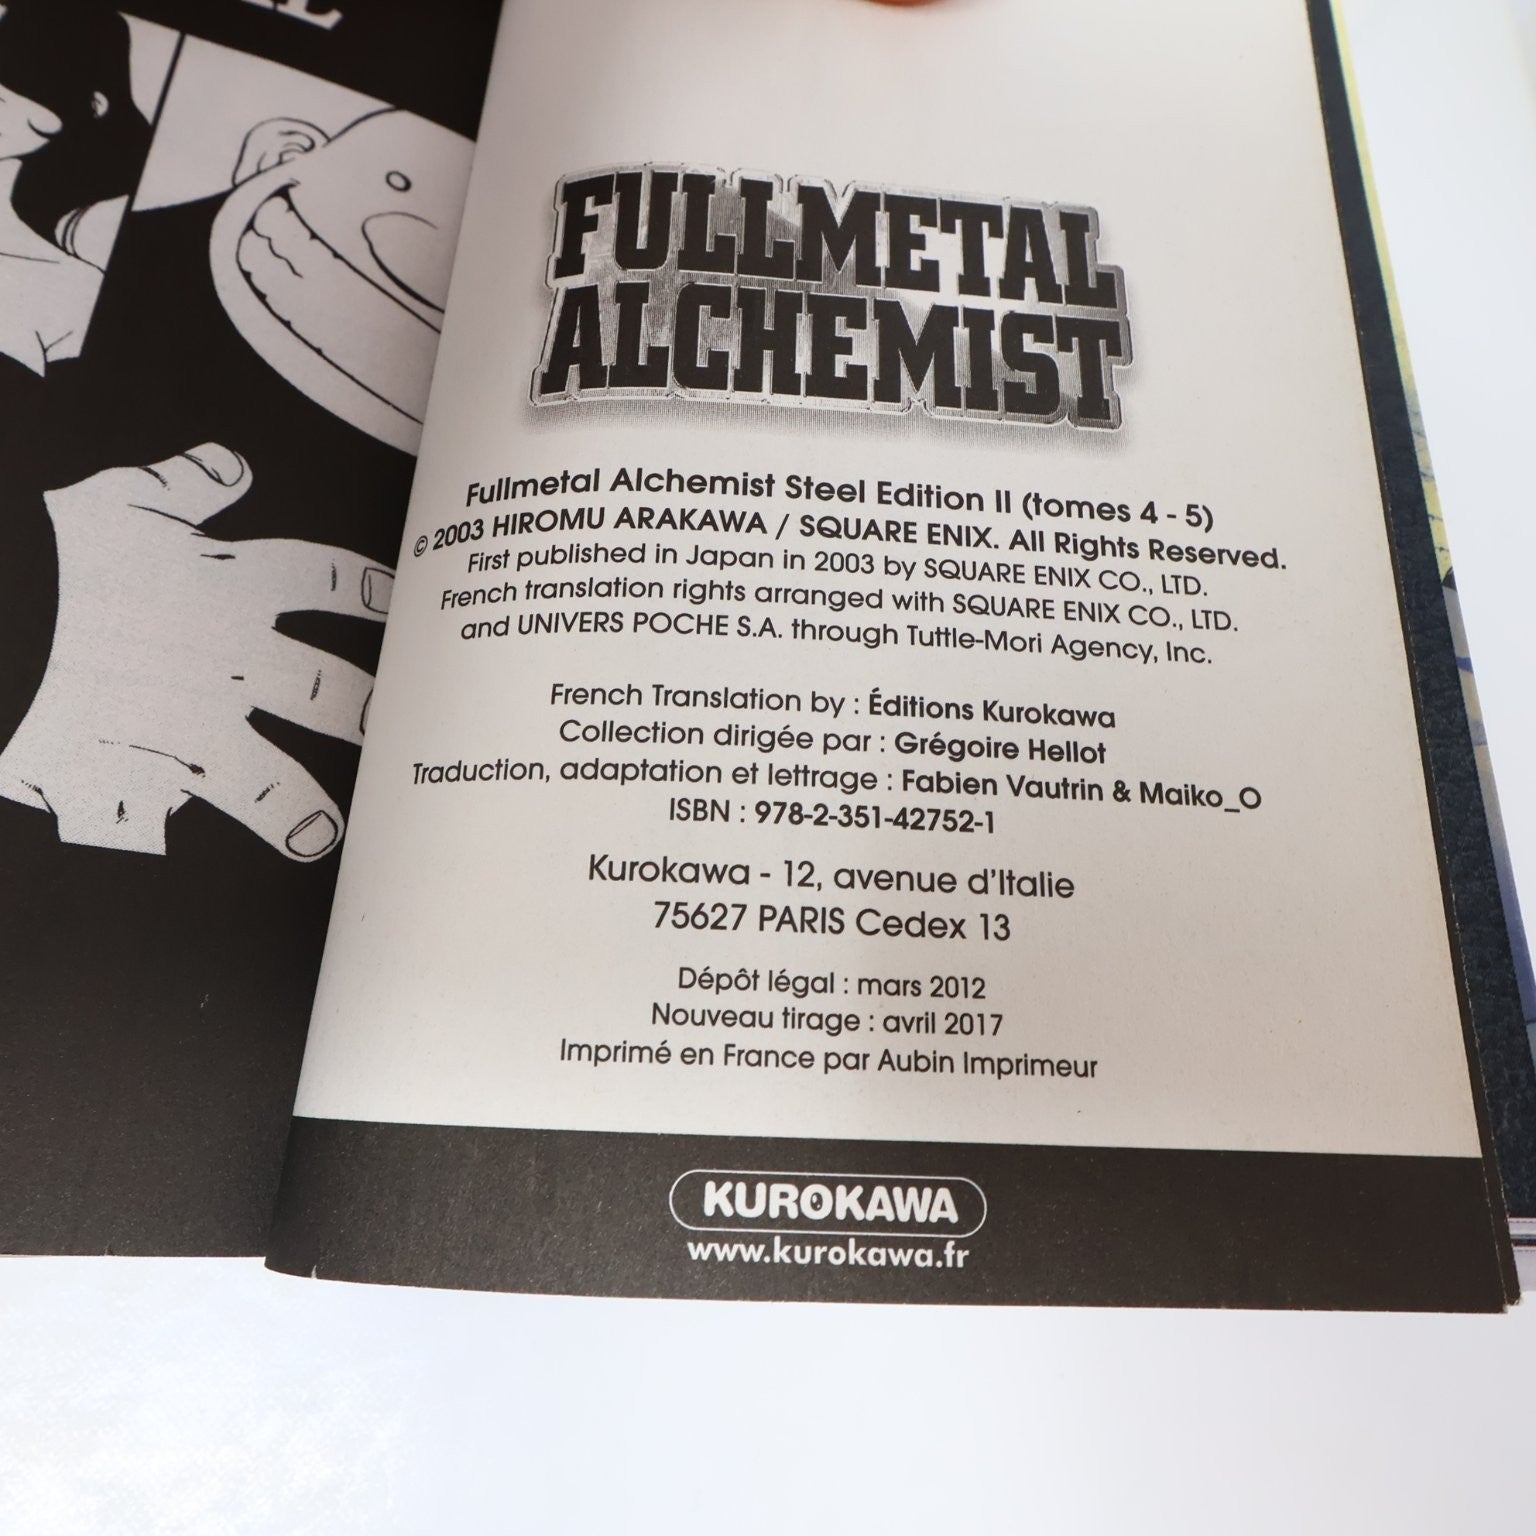 FULLMETAL
ALCHEMIST
Fullmetal Alchemist Steel Edition II (tomes 4 - 5)
© 2003 HIROMU ARAKAWA / SQUARE ENIX. All Rights Reserved.
First published in Japan in 2003 by SQUARE ENIX CO., LTD.
French translation rights arranged with SQUARE ENIX CO., LTD.
and UNIVERS POCHE S.A. through Tuttle-Mori Agency, Inc.
French Translation by : Éditions Kurokawa
Collection dirigée par : Grégoire Hellot
Traduction, adaptation et lettrage : Fabien Vautrin & Maiko_O
ISBN : 978-2-351-42752-1
Kurokawa - 12, avenue d'Italie
75627 PARIS Cedex 13
Dépôt légal : mars 2012
Nouveau tirage : avril 2017
Imprimé en France par Aubin Imprimeur
KUROKAWA
www.kurokawa.fr